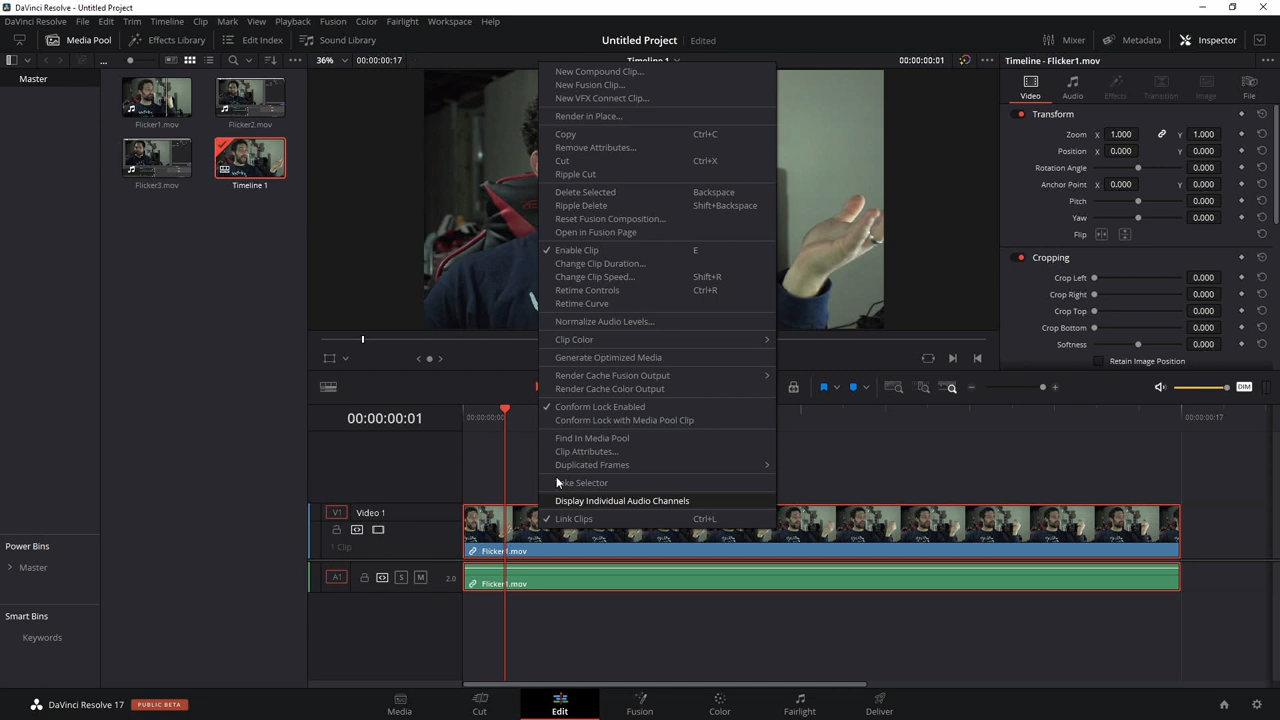 DaVinci Resolve - Untitled Project
DaVinci Resolve File Edit Trim Timeline Clip Mark View Playback Fusion Color Fairlight Workspace Help
Media Pool Effects Library Edit Index Sound Library Untitled Project Edited Mixer Metadata Inspector
... 36% 00:00:00:17 Timeline 1 00:00:00:01 Timeline - Flicker1.mov
Master
Video Audio Effects Transition Image File
Flicker1.mov Flicker2.mov
Flicker3.mov Timeline 1
New Compound Clip...
New Fusion Clip...
New VFX Connect Clip...
Render in Place...
Copy Ctrl+C
Remove Attributes...
Cut Ctrl+X
Ripple Cut
Delete Selected Backspace
Ripple Delete Shift+Backspace
Reset Fusion Composition...
Open in Fusion Page
Enable Clip E
Change Clip Duration...
Change Clip Speed... Shift+R
Retime Controls Ctrl+R
Retime Curve
Normalize Audio Levels...
Clip Color
Generate Optimized Media
Render Cache Fusion Output
Render Cache Color Output
Conform Lock Enabled
Conform Lock with Media Pool Clip
Find In Media Pool
Clip Attributes...
Duplicated Frames
Take Selector
Display Individual Audio Channels
Link Clips Ctrl+L
Transform
Zoom X 1.000 Y 1.000
Position X 0.000 Y 0.000
Rotation Angle 0.000
Anchor Point X 0.000 Y 0.000
Pitch 0.000
Yaw 0.000
Flip
Cropping
Crop Left 0.000
Crop Right 0.000
Crop Top 0.000
Crop Bottom 0.000
Softness 0.000
Retain Image Position
DIM
00:00:00:01 00:00:00:17
V1 Video 1
1 Clip
Flicker1.mov
A1 S M 2.0 Flicker1.mov
Power Bins
Master
Smart Bins
Keywords
DaVinci Resolve 17 PUBLIC BETA
Media Cut Edit Fusion Color Fairlight Deliver